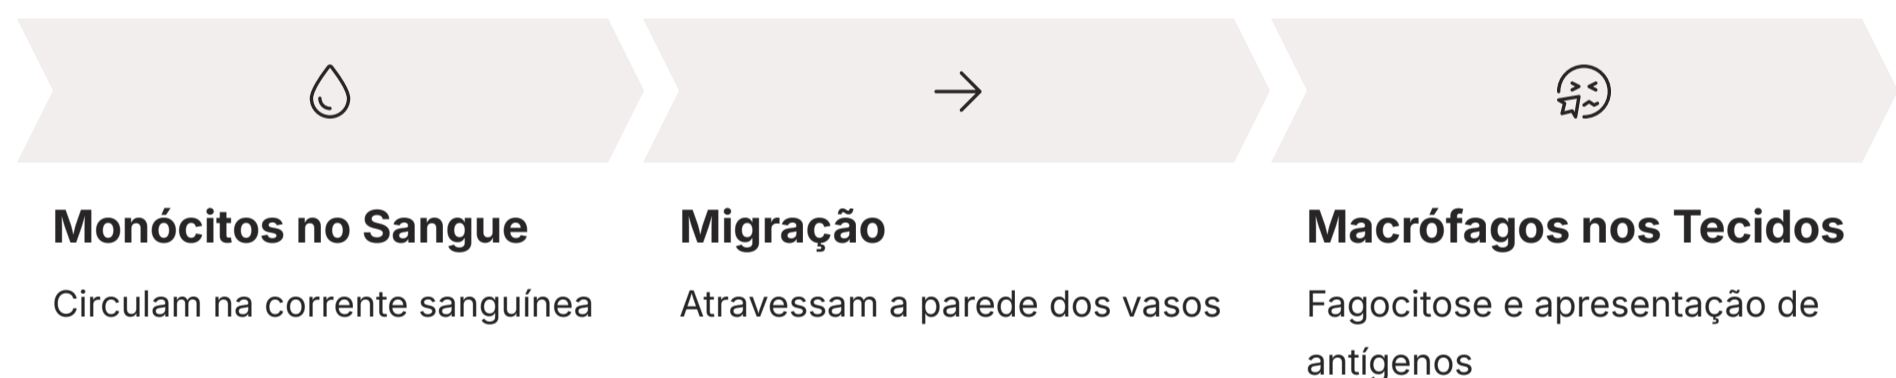 Monócitos no Sangue
Circulam na corrente sanguínea
Migração
Atravessam a parede dos vasos
Macrófagos nos Tecidos
Fagocitose e apresentação de
antígenos